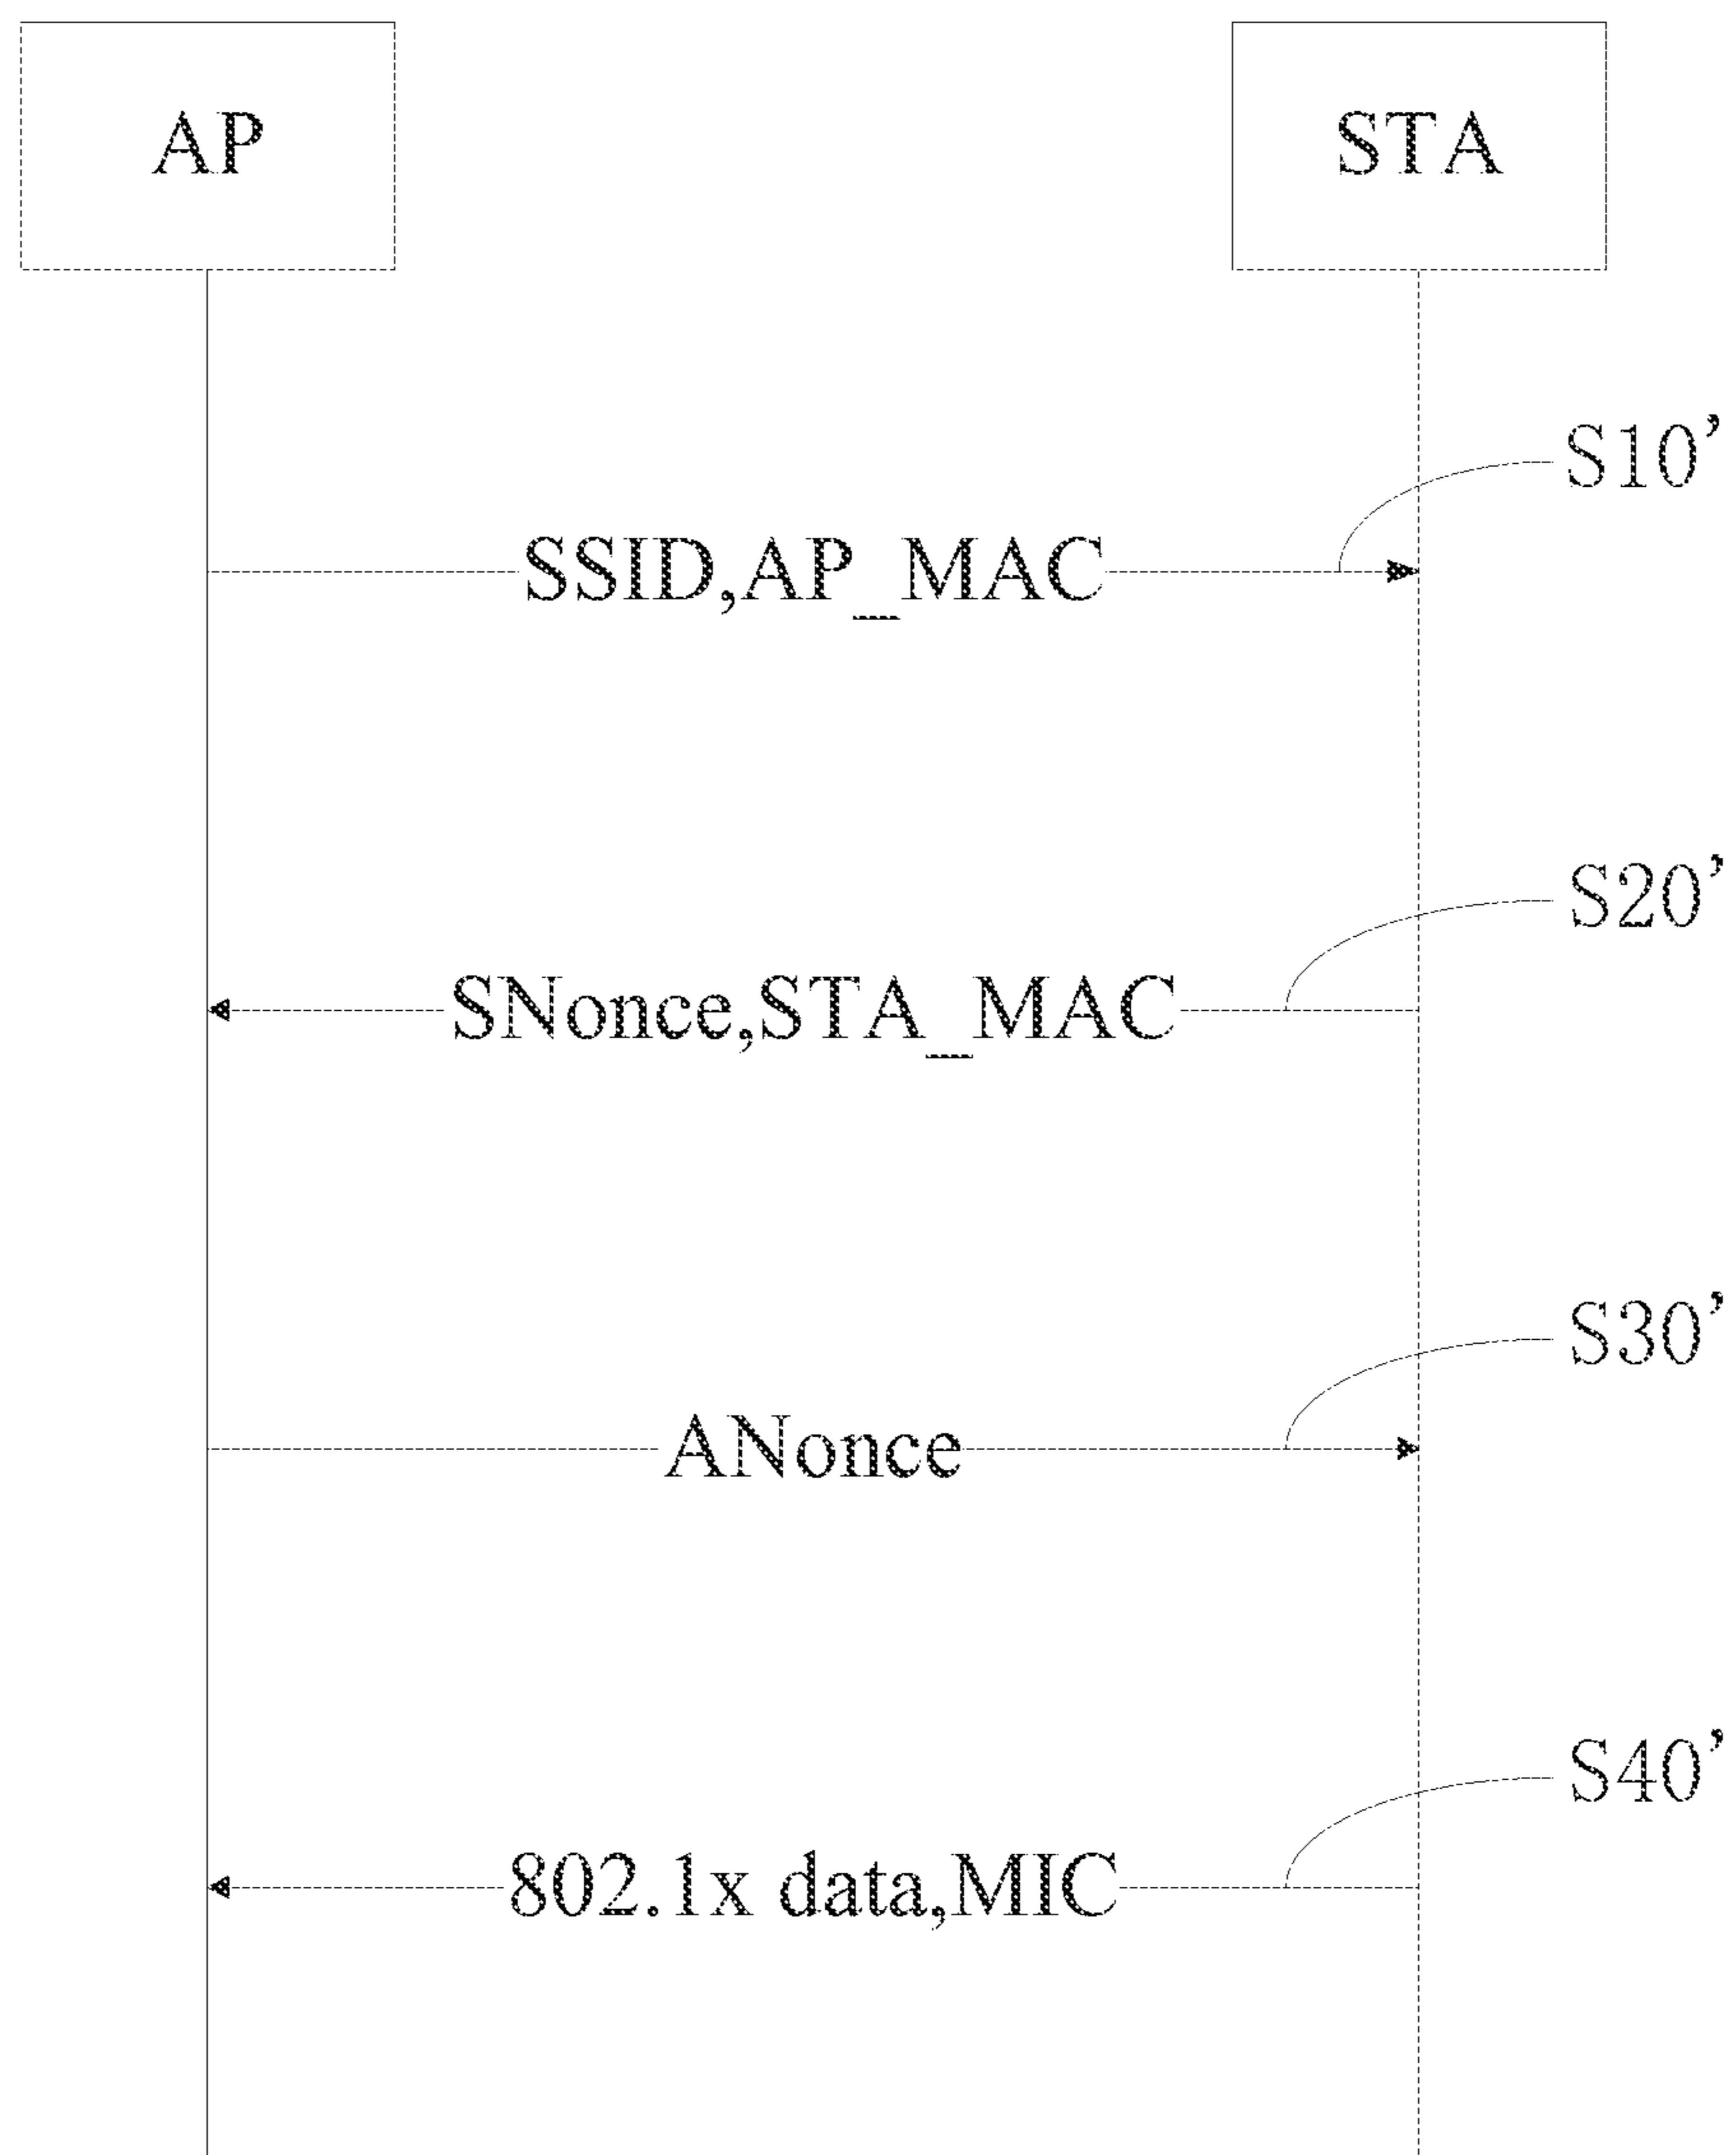 AP
STA
S10’
SSID,AP_MAC
S20’
SNonce,STA_MAC
S30’
ANonce
S40’
802.1x data,MIC